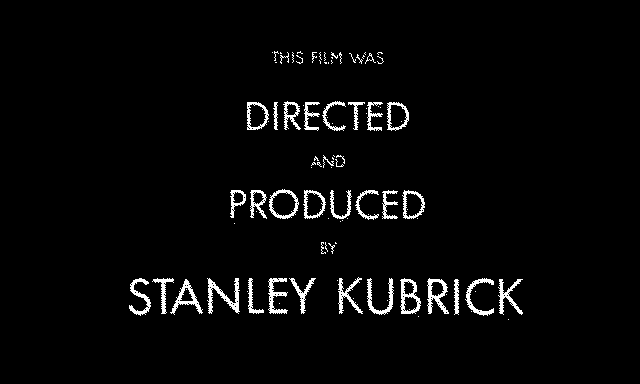 THIS FILM WAS
DIRECTED
AND
PRODUCED
BY
STANLEY KUBRICK